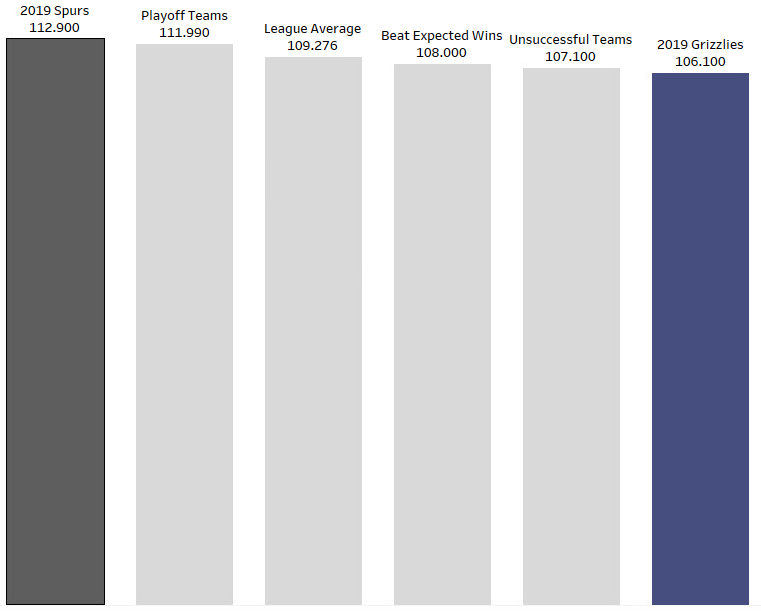 2019 Spurs
112.900
Playoff Teams
111.990
League Average
109.276
Beat Expected Wins
108.000
Unsuccessful Teams
107.100
2019 Grizzlies
106.100